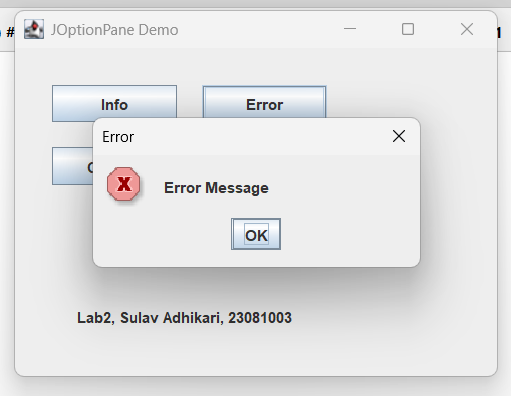 #
JOptionPane Demo
Info
Error
Error
Error Message
OK
Lab2, Sulav Adhikari, 23081003